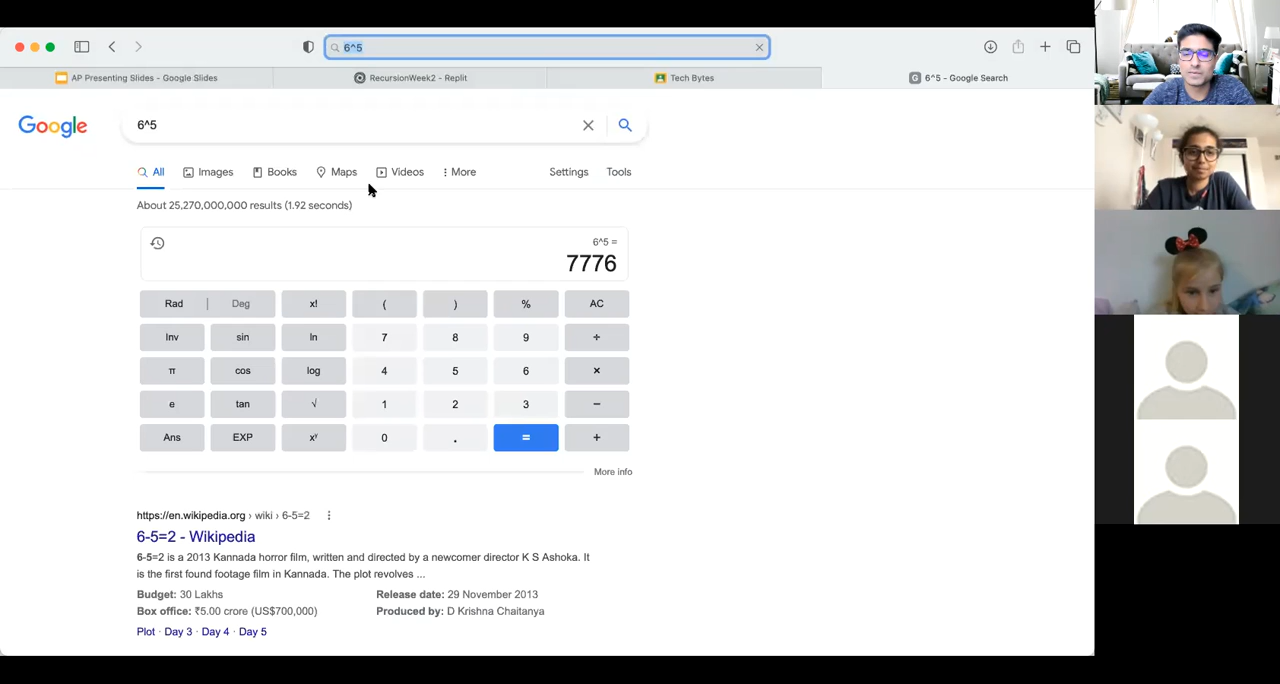 6^5
AP Presenting Slides - Google Slides
RecursionWeek2 - Replit
Tech Bytes
G 6^5 - Google Search
Google
6^5
All Images Books Maps Videos More Settings Tools
About 25,270,000,000 results (1.92 seconds)
6^5 =
7776
Rad | Deg x! ( ) % AC
Inv sin ln 7 8 9 ÷
π cos log 4 5 6 ×
e tan √ 1 2 3 −
Ans EXP xʸ 0 . = +
More info
https://en.wikipedia.org › wiki › 6-5=2
6-5=2 - Wikipedia
6-5=2 is a 2013 Kannada horror film, written and directed by a newcomer director K S Ashoka. It
is the first found footage film in Kannada. The plot revolves ...
Budget: 30 Lakhs Release date: 29 November 2013
Box office: ₹5.00 crore (US$700,000) Produced by: D Krishna Chaitanya
Plot · Day 3 · Day 4 · Day 5